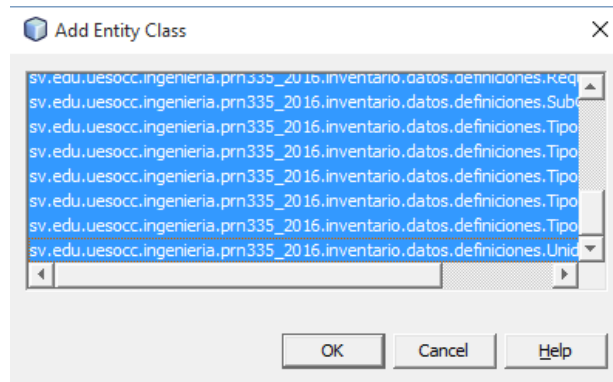 Add Entity Class
sv.edu.uesocc.ingenieria.prn335_2016.inventario.datos.definiciones.Requ
sv.edu.uesocc.ingenieria.prn335_2016.inventario.datos.definiciones.Sub
sv.edu.uesocc.ingenieria.prn335_2016.inventario.datos.definiciones.Tipo
sv.edu.uesocc.ingenieria.prn335_2016.inventario.datos.definiciones.Tipo
sv.edu.uesocc.ingenieria.prn335_2016.inventario.datos.definiciones.Tipo
sv.edu.uesocc.ingenieria.prn335_2016.inventario.datos.definiciones.Tipo
sv.edu.uesocc.ingenieria.prn335_2016.inventario.datos.definiciones.Tipo
sv.edu.uesocc.ingenieria.prn335_2016.inventario.datos.definiciones.Unid
OK Cancel Help